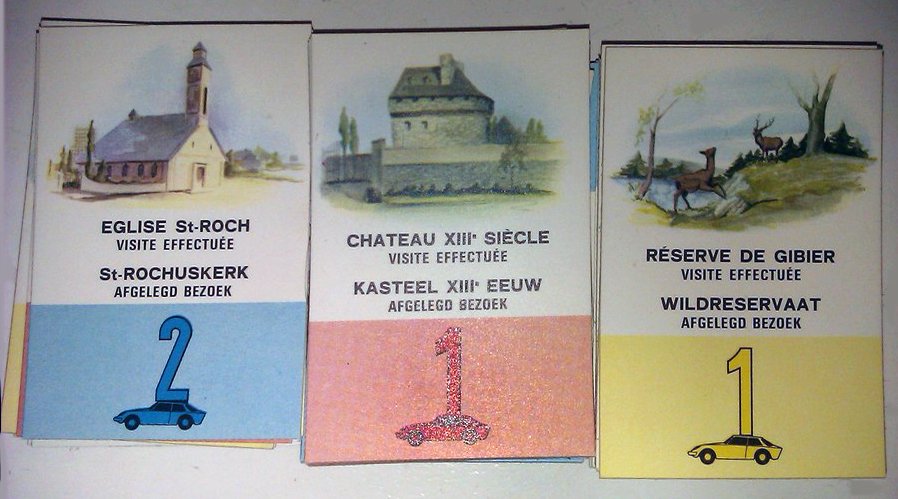 EGLISE St-ROCH
VISITE EFFECTUÉE
St-ROCHUSKERK
AFGELEGD BEZOEK
2
CHATEAU XIIIe SIÈCLE
VISITE EFFECTUÉE
KASTEEL XIIIe EEUW
AFGELEGD BEZOEK
1
RÉSERVE DE GIBIER
VISITE EFFECTUÉE
WILDRESERVAAT
AFGELEGD BEZOEK
1